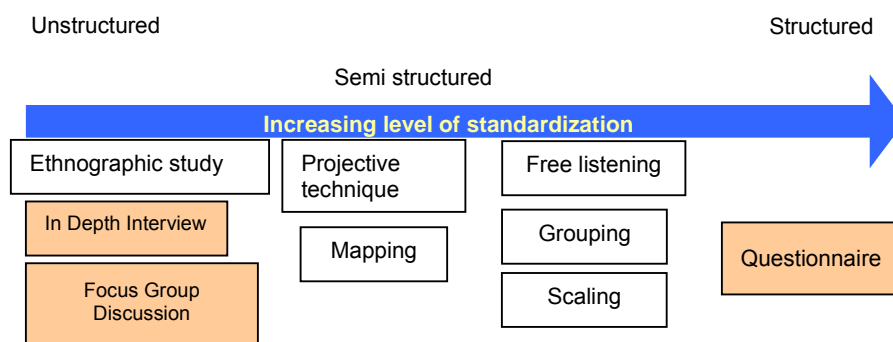 Unstructured
Structured
Semi structured
Increasing level of standardization
Ethnographic study
Projective
technique
Free listening
In Depth Interview
Mapping
Grouping
Questionnaire
Focus Group
Discussion
Scaling